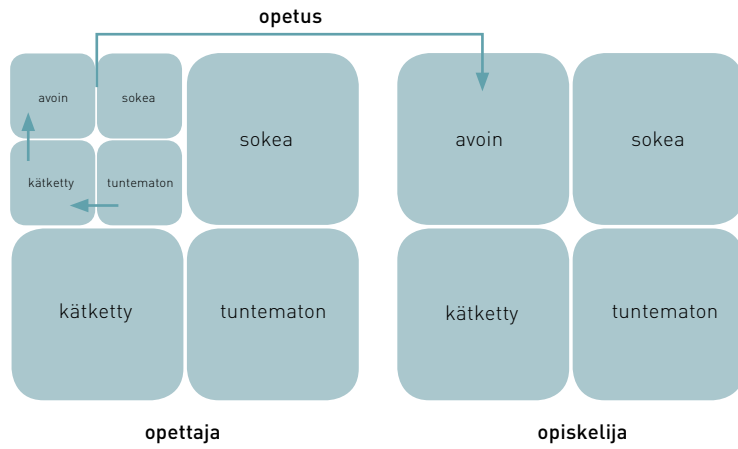 opetus
avoin
sokea
kätketty
tuntematon
sokea
kätketty
tuntematon
avoin
sokea
kätketty
tuntematon
opettaja
opiskelija